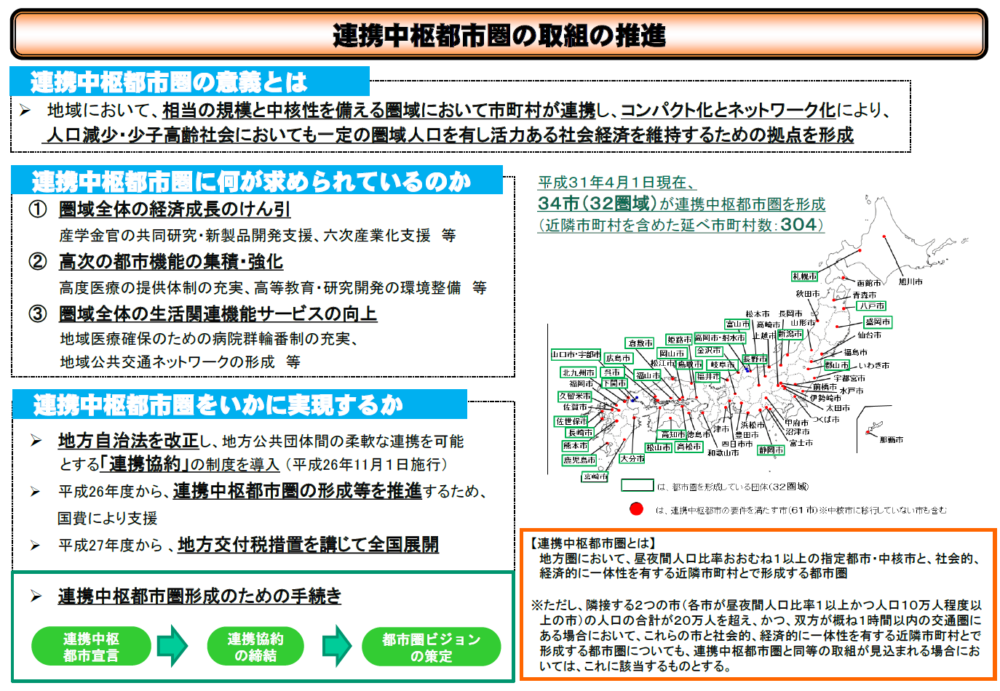 連携中枢都市圏の取組の推進
連携中枢都市圏の意義とは
➢ 地域において、相当の規模と中核性を備える圏域において市町村が連携し、コンパクト化とネットワーク化により、
人口減少・少子高齢社会においても一定の圏域人口を有し活力ある社会経済を維持するための拠点を形成
連携中枢都市圏に何が求められているのか
① 圏域全体の経済成長のけん引
産学金官の共同研究・新製品開発支援、六次産業化支援 等
② 高次の都市機能の集積・強化
高度医療の提供体制の充実、高等教育・研究開発の環境整備 等
③ 圏域全体の生活関連機能サービスの向上
地域医療確保のための病院群輪番制の充実、
地域公共交通ネットワークの形成 等
連携中枢都市圏をいかに実現するか
➢ 地方自治法を改正し、地方公共団体間の柔軟な連携を可能
とする「連携協約」の制度を導入（平成26年11月1日施行）
➢ 平成26年度から、連携中枢都市圏の形成等を推進するため、
国費により支援
➢ 平成27年度から 、地方交付税措置を講じて全国展開
➢ 連携中枢都市圏形成のための手続き
連携中枢
都市宣言
連携協約
の締結
都市圏ビジョン
の策定
平成31年4月1日現在、
34市（32圏域）が連携中枢都市圏を形成
（近隣市町村を含めた延べ市町村数：304）
札幌市
函館市
旭川市
秋田市
青森市
八戸市
盛岡市
仙台市
福島市
郡山市
いわき市
宇都宮市
前橋市
水戸市
伊勢崎市
太田市
つくば市
甲府市
沼津市
富士市
静岡市
松本市
長岡市
高崎市
山形市
富山市
上越市
新潟市
倉敷市
姫路市
高岡市・射水市
金沢市
長野市
山口市・宇部市
広島市
岡山市
松江市
鳥取市
岐阜市
北九州市
呉市
福山市
福井市
福岡市
下関市
久留米市
佐賀市
佐世保市
長崎市
熊本市
鹿児島市
大分市
宮崎市
高知市
徳島市
松山市
高松市
津市
浜松市
豊田市
四日市市
和歌山市
那覇市
は、都市圏を形成している団体（32圏域）
は、連携中枢都市の要件を満たす市（61市）※中核市に移行していない市も含む
【連携中枢都市圏とは】
地方圏において、昼夜間人口比率おおむね1以上の指定都市・中核市と、社会的、
経済的に一体性を有する近隣市町村とで形成する都市圏
※ただし、隣接する2つの市（各市が昼夜間人口比率1以上かつ人口10万人程度以
上の市）の人口の合計が20万人を超え、かつ、双方が概ね1時間以内の交通圏に
ある場合において、これらの市と社会的、経済的に一体性を有する近隣市町村とで
形成する都市圏についても、連携中枢都市圏と同等の取組が見込まれる場合にお
いては、これに該当するものとする。